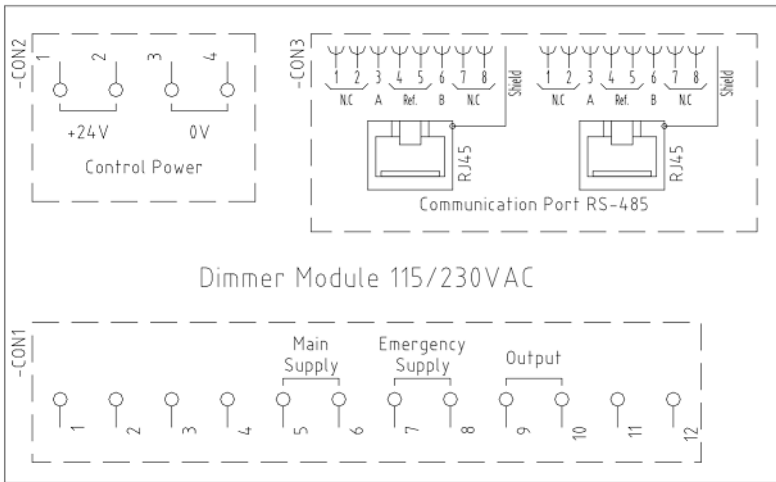 -CON2
1 2 3 4
+24V 0V
Control Power
-CON3
1 2 3 4 5 6 7 8
N.C A Ref. B N.C
Shield
RJ45
1 2 3 4 5 6 7 8
N.C A Ref. B N.C
Shield
RJ45
Communication Port RS-485
Dimmer Module 115/230VAC
-CON1
Main
Supply
Emergency
Supply
Output
1 2 3 4 5 6 7 8 9 10 11 12